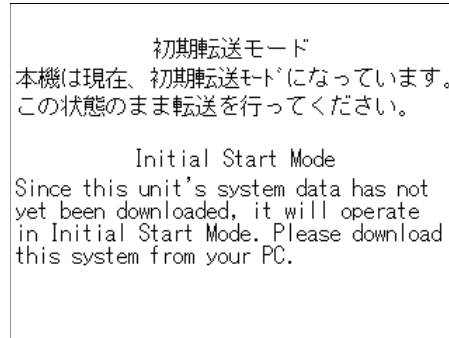 初期転送モード
本機は現在、初期転送ﾓｰﾄﾞになっています。
この状態のまま転送を行ってください。
Initial Start Mode
Since this unit's system data has not
yet been downloaded, it will operate
in Initial Start Mode. Please download
this system from your PC.